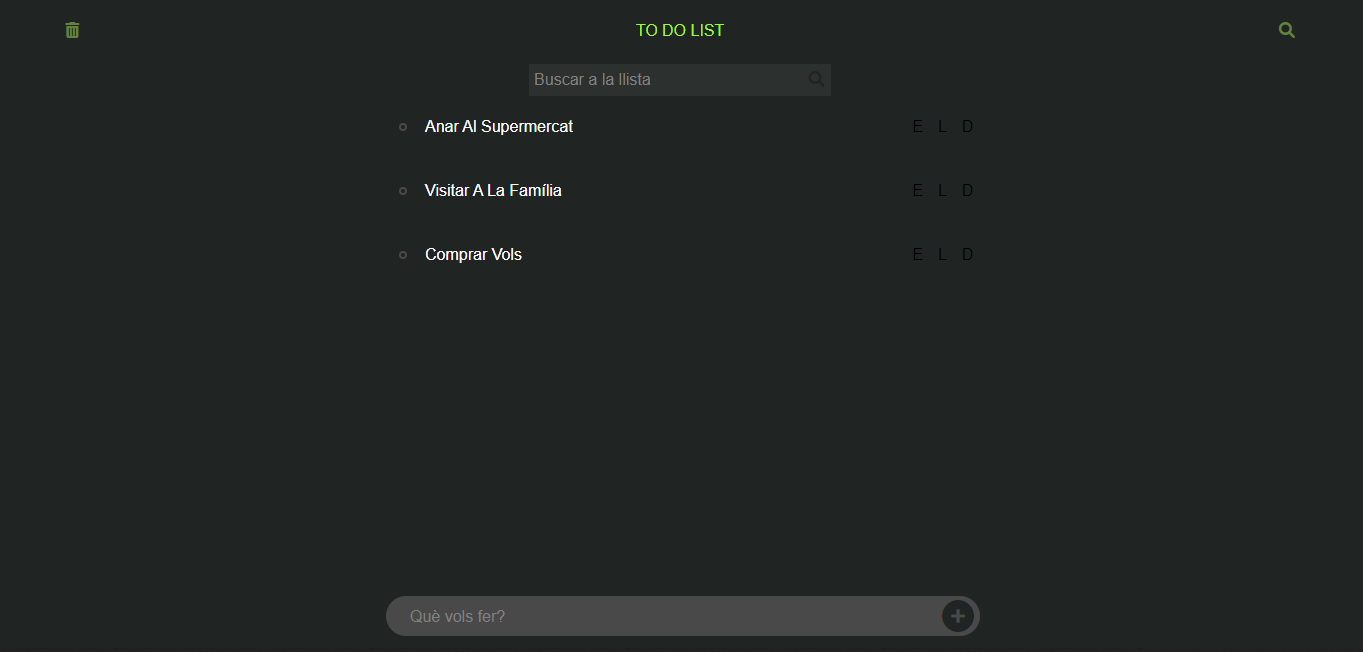 TO DO LIST
Buscar a la llista
Anar Al Supermercat E L D
Visitar A La Família E L D
Comprar Vols E L D
Què vols fer?